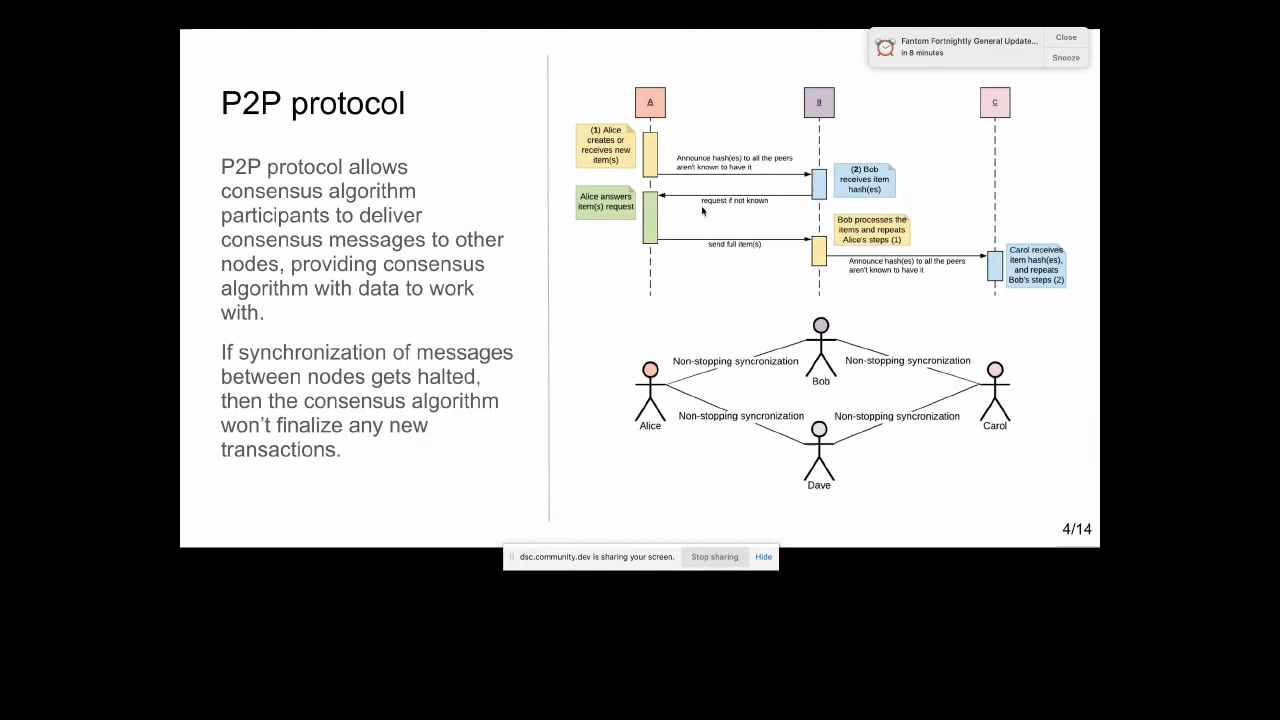 Fantom Fortnightly General Update...
in 8 minutes
Close
Snooze
P2P protocol
P2P protocol allows
consensus algorithm
participants to deliver
consensus messages to other
nodes, providing consensus
algorithm with data to work
with.
If synchronization of messages
between nodes gets halted,
then the consensus algorithm
won't finalize any new
transactions.
A
B
C
(1) Alice
creates or
receives new
item(s)
Announce hash(es) to all the peers
aren't known to have it
(2) Bob
receives item
hash(es)
Alice answers
item(s) request
request if not known
Bob processes the
items and repeats
Alice's steps (1)
send full item(s)
Announce hash(es) to all the peers
aren't known to have it
Carol receives
item hash(es),
and repeats
Bob's steps (2)
Non-stopping syncronization
Non-stopping syncronization
Bob
Alice
Non-stopping syncronization
Non-stopping syncronization
Carol
Dave
4/14
dsc.community.dev is sharing your screen.
Stop sharing
Hide